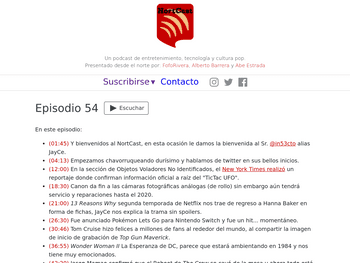 NortCast
Un podcast de entretenimiento: tecnología y cultura pop
Presentado desde el norte por: TitoRivera, Alberto Barrera y Abe Estrada
Suscribirse ▾ Contacto
Episodio 54
Escuchar
En este episodio:
(01:45) Y bienvenidos al NortCast, en esta ocasión le damos la bienvenida al Sr. @in53cto alias
JayCe.
(04:13) Empezamos chavorruqueando durísimo y hablamos de twitter en sus bellos inicios.
(12:00) En la sección de Objetos Voladores No Identificados, el New York Times realizó un
reportaje donde confirman información oficial a raíz del "TicTac UFO".
(18:30) Canon da fin a las cámaras fotográficas análogas (de rollo) sin embargo aún tendrá
servicio y reparaciones hasta el 2020.
(21:00) 13 Reasons Why segunda temporada de Netflix nos trae de regreso a Hanna Baker en
forma de fichas, JayCe nos explica la trama sin spoilers.
(26:30) Fue anunciado Pokémon Lets Go para Nintendo Switch y fue un hit... momentáneo.
(30:46) Tom Cruise hizo felices a millones de fans al rededor del mundo, al compartir la imagen
de inicio de grabación de Top Gun Maverick.
(36:55) Wonder Woman II La Esperanza de DC, parece que estará ambientando en 1984 y nos
tiene muy emocionados.